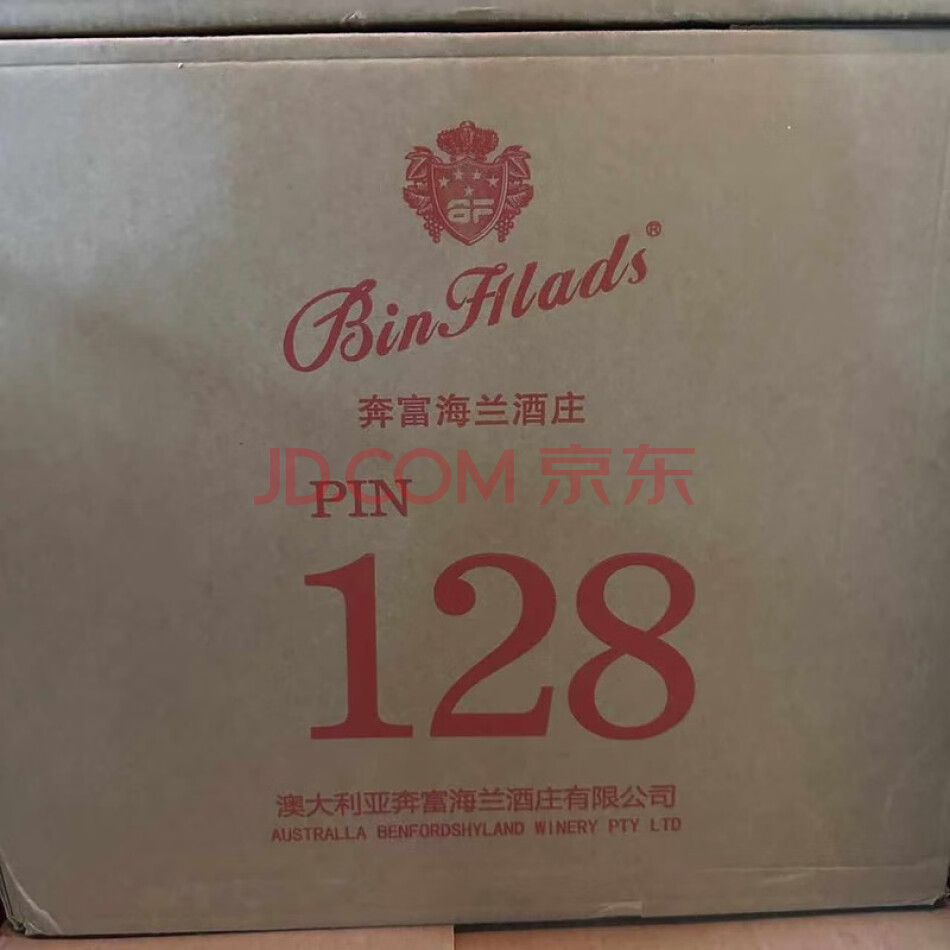 GF
BinHlads®
奔富海兰酒庄
JD.COM 京东
PIN
128
澳大利亚奔富海兰酒庄有限公司
AUSTRALLA BENFORDSHYLAND WINERY PTY LTD